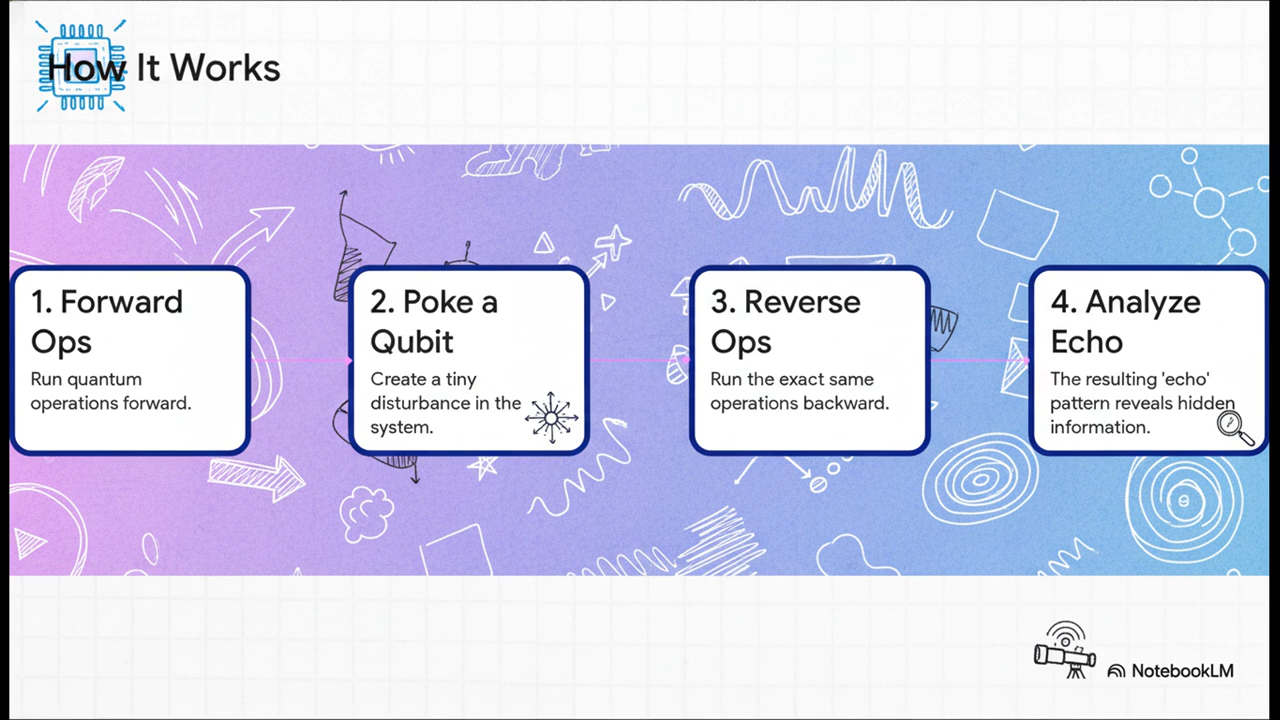 How It Works
1. Forward
Ops
Run quantum
operations forward.
2. Poke a
Qubit
Create a tiny
disturbance in the
system.
3. Reverse
Ops
Run the exact same
operations backward.
4. Analyze
Echo
The resulting 'echo'
pattern reveals hidden
information.
NotebookLM